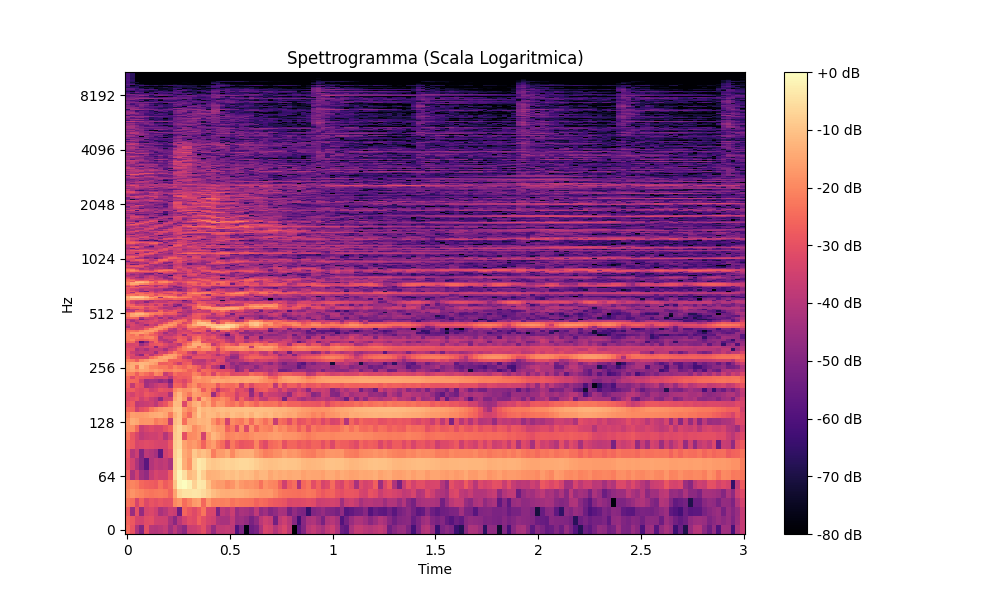 Spettrogramma (Scala Logaritmica)
Hz
8192
4096
2048
1024
512
256
128
64
0
0 0.5 1 1.5 2 2.5 3
Time
+0 dB
-10 dB
-20 dB
-30 dB
-40 dB
-50 dB
-60 dB
-70 dB
-80 dB